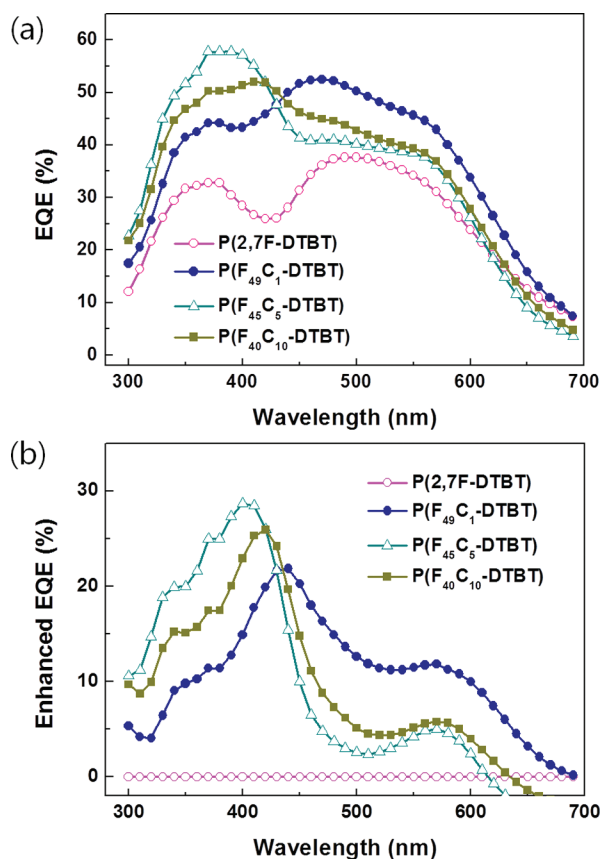 (a)
60
50
40
30
20
10
0
EQE (%)
P(2,7F-DTBT)
P(F₄₉C₁-DTBT)
P(F₄₅C₅-DTBT)
P(F₄₀C₁₀-DTBT)
300 400 500 600 700
Wavelength (nm)
(b)
30
20
10
0
Enhanced EQE (%)
P(2,7F-DTBT)
P(F₄₉C₁-DTBT)
P(F₄₅C₅-DTBT)
P(F₄₀C₁₀-DTBT)
300 400 500 600 700
Wavelength (nm)